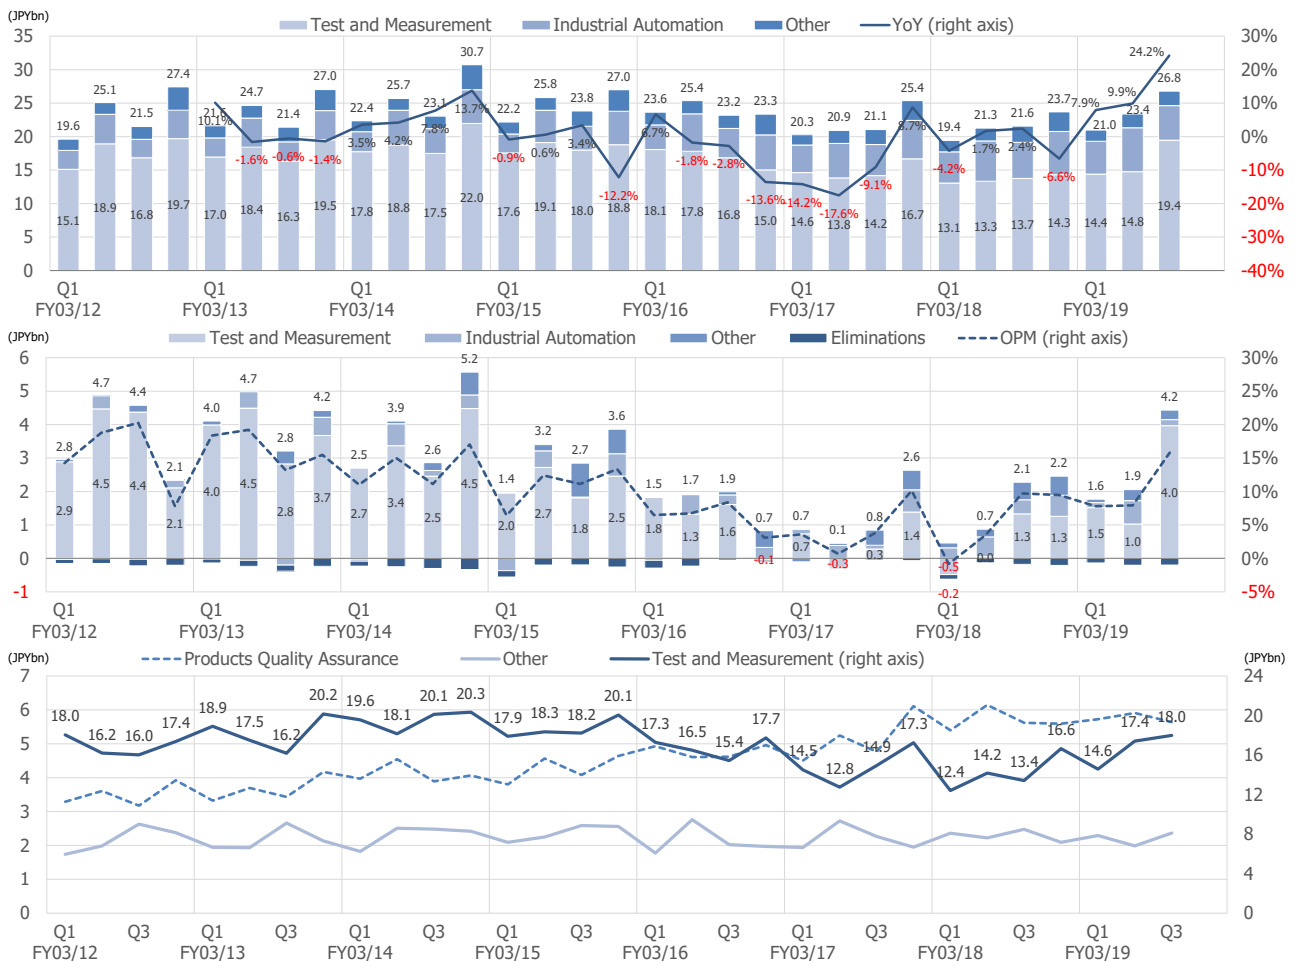 (JPYbn)
Test and Measurement Industrial Automation Other YoY (right axis)
35 30%
30 20%
25 10%
20 0%
15 -10%
10 -20%
5 -30%
0 -40%
19.6 25.1 21.5 27.4 21.6 24.7 21.4 27.0 22.4 25.7 23.1 30.7 22.2 25.8 23.8 27.0 23.6 25.4 23.2 23.3 20.3 20.9 21.1 25.4 19.4 21.3 21.6 23.7 21.0 23.4 26.8
10.1% -1.6% -0.6% -1.4% 3.5% 4.2% 7.8% 13.7% -0.9% 0.6% 3.4% -12.2% 6.7% -1.8% -2.8% -13.6% -14.2% -17.6% -9.1% 8.7% -4.2% 1.7% 2.4% -6.6% 7.9% 9.9% 24.2%
15.1 18.9 16.8 19.7 17.0 18.4 16.3 19.5 17.8 18.8 17.5 22.0 17.6 19.1 18.0 18.8 18.1 17.8 16.8 15.0 14.6 13.8 14.2 16.7 13.1 13.3 13.7 14.3 14.4 14.8 19.4
Q1 Q1 Q1 Q1 Q1 Q1 Q1 Q1
FY03/12 FY03/13 FY03/14 FY03/15 FY03/16 FY03/17 FY03/18 FY03/19
(JPYbn)
Test and Measurement Industrial Automation Other Eliminations OPM (right axis)
6 30%
5 25%
4 20%
3 15%
2 10%
1 5%
0 0%
-1 -5%
2.8 4.7 4.4 2.1 4.0 4.7 2.8 4.2 2.5 3.9 2.6 5.2 1.4 3.2 2.7 3.6 1.5 1.7 1.9 0.7 0.7 0.1 0.8 2.6 -0.2 0.7 2.1 2.2 1.6 1.9 4.2
2.9 4.5 4.4 2.1 4.0 4.5 2.8 3.7 2.7 3.4 2.5 4.5 2.0 2.7 1.8 2.5 1.8 1.3 1.6 -0.1 0.7 -0.3 0.3 1.4 -0.5 0.0 1.3 1.3 1.5 1.0 4.0
Q1 Q1 Q1 Q1 Q1 Q1 Q1 Q1
FY03/12 FY03/13 FY03/14 FY03/15 FY03/16 FY03/17 FY03/18 FY03/19
(JPYbn) (JPYbn)
Products Quality Assurance Other Test and Measurement (right axis)
7 24
6 20
5 16
4 12
3 8
2 4
1 0
0
18.0 16.2 16.0 17.4 18.9 17.5 16.2 20.2 19.6 18.1 20.1 20.3 17.9 18.3 18.2 20.1 17.3 16.5 15.4 17.7 14.5 12.8 14.9 17.3 12.4 14.2 13.4 16.6 14.6 17.4 18.0
Q1 Q3 Q1 Q3 Q1 Q3 Q1 Q3 Q1 Q3 Q1 Q3 Q1 Q3 Q1 Q3
FY03/12 FY03/13 FY03/14 FY03/15 FY03/16 FY03/17 FY03/18 FY03/19